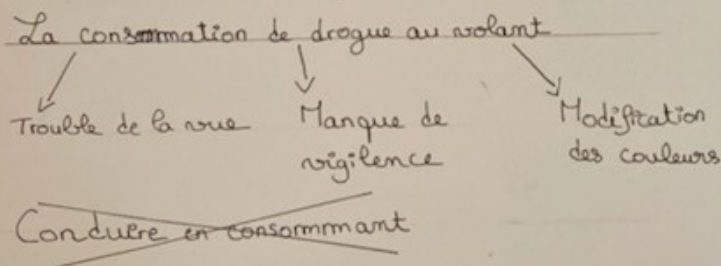 La consommation de drogue au volant
Trouble de la vue
Manque de
vigilence
Modification
des couleurs
Conduire en consommant